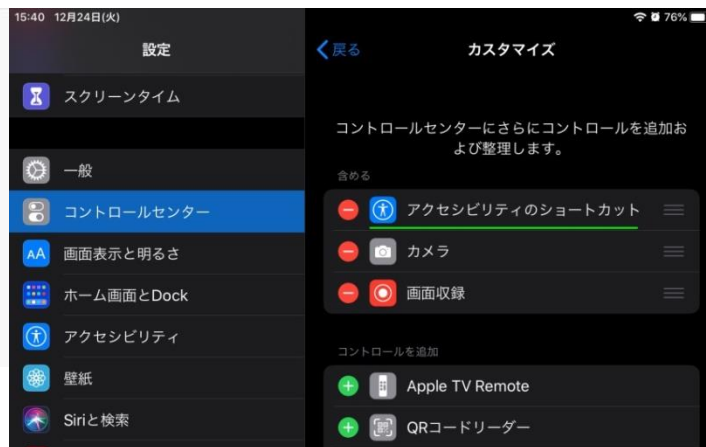 15:40 12月24日(火)
76%
設定
スクリーンタイム
一般
コントロールセンター
AA 画面表示と明るさ
ホーム画面とDock
アクセシビリティ
壁紙
Siriと検索
戻る
カスタマイズ
コントロールセンターにさらにコントロールを追加お
よび整理します。
含める
アクセシビリティのショートカット
カメラ
画面収録
コントロールを追加
Apple TV Remote
QRコードリーダー